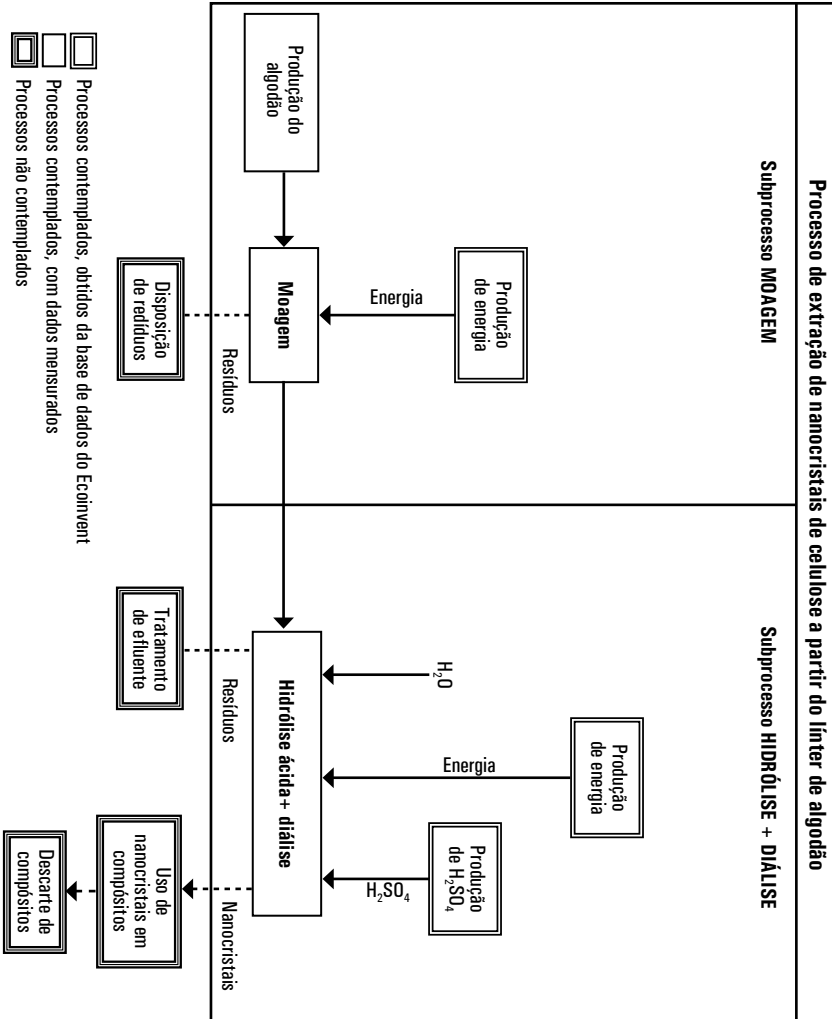 Processo de extração de nanocristais de celulose a partir do línter de algodão
Subprocesso MOAGEM
Subprocesso HIDRÓLISE + DIÁLISE
Produção
de energia
Energia
Produção do
algodão
Moagem
Resíduos
Disposição
de redíduos
H₂O
Produção
de energia
Energia
Produção
de H₂SO₄
H₂SO₄
Hidrólise ácida+ diálise
Resíduos
Nanocristais
Tratamento
de efluente
Uso de
nanocristais em
compósitos
Descarte de
compósitos
Processos contemplados, obtidos da base de dados do Ecoinvent
Processos contemplados, com dados mensurados
Processos não contemplados